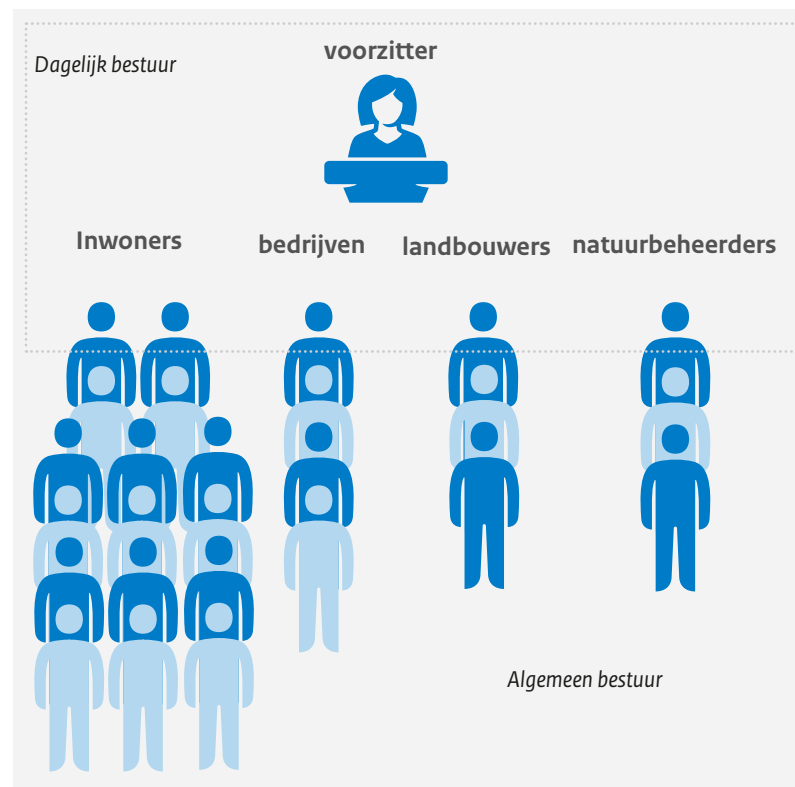 voorzitter
Dagelijk bestuur
Inwoners
bedrijven
landbouwers
natuurbeheerders
Algemeen bestuur